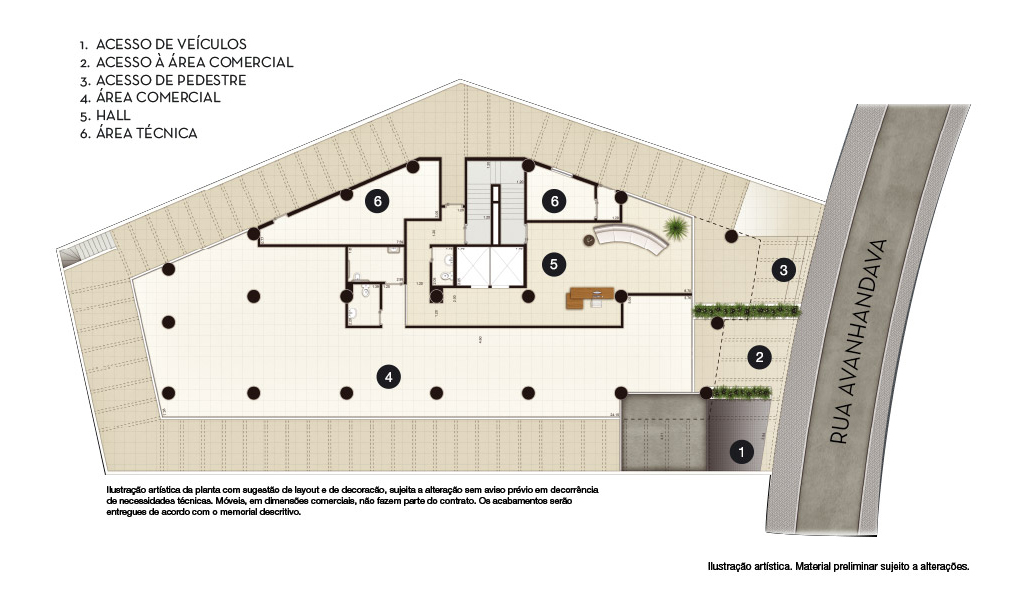 1. ACESSO DE VEÍCULOS
2. ACESSO À ÁREA COMERCIAL
3. ACESSO DE PEDESTRE
4. ÁREA COMERCIAL
5. HALL
6. ÁREA TÉCNICA
6
6
5
3
2
4
1
RUA AVANHANDAVA
Ilustração artística da planta com sugestão de layout e de decoracão, sujeita a alteração sem aviso prévio em decorrência
de necessidades técnicas. Móveis, em dimensões comerciais, não fazem parte do contrato. Os acabamentos serão
entregues de acordo com o memorial descritivo.
Ilustração artística. Material preliminar sujeito a alterações.